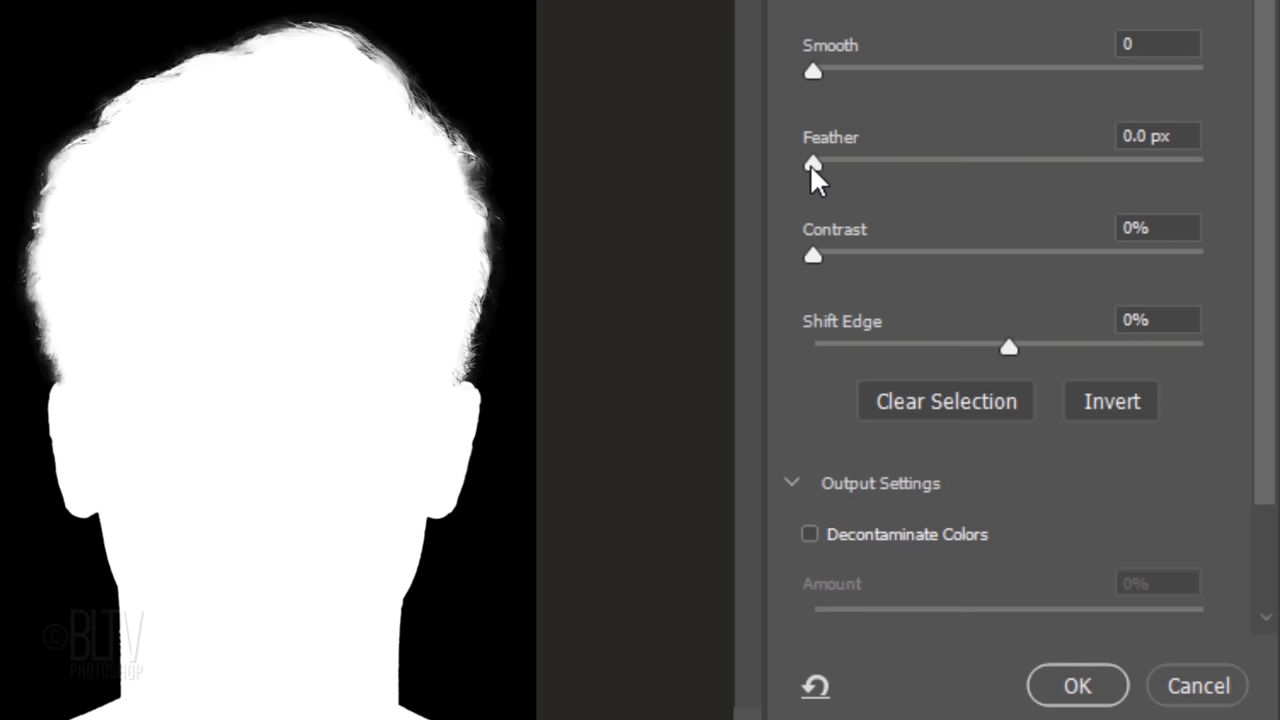 Smooth
0
Feather
0.0 px
Contrast
0%
Shift Edge
0%
Clear Selection
Invert
Output Settings
Decontaminate Colors
Amount
0%
©BLTV
PHOTOSHOP
OK
Cancel